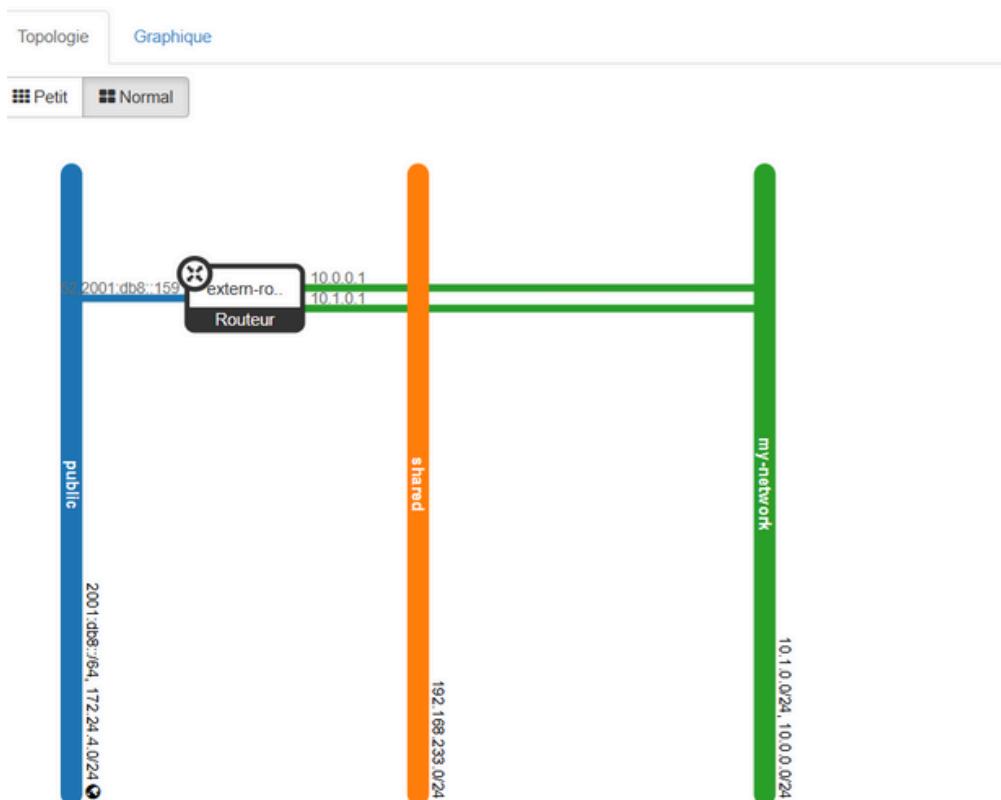 Topologie Graphique
Petit Normal
2001:db8::159
extern-ro..
Routeur
10.0.0.1
10.1.0.1
public
2001:db8::/64, 172.24.4.0/24
shared
192.168.233.0/24
my-network
10.1.0.0/24, 10.0.0.0/24